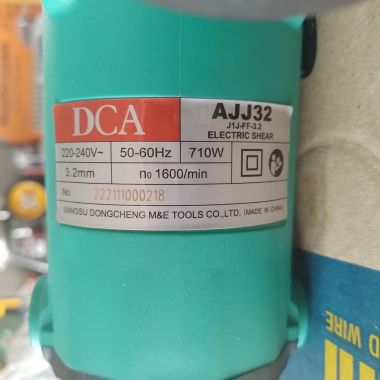 DCA
AJJ32
J1J-FF-3.2
ELECTRIC SHEAR
220-240V~ 50-60Hz 710W
3.2mm n₀ 1600/min
No. 222111000218
JIANGSU DONGCHENG M&E TOOLS CO.,LTD. (MADE IN CHINA)
D WIRE